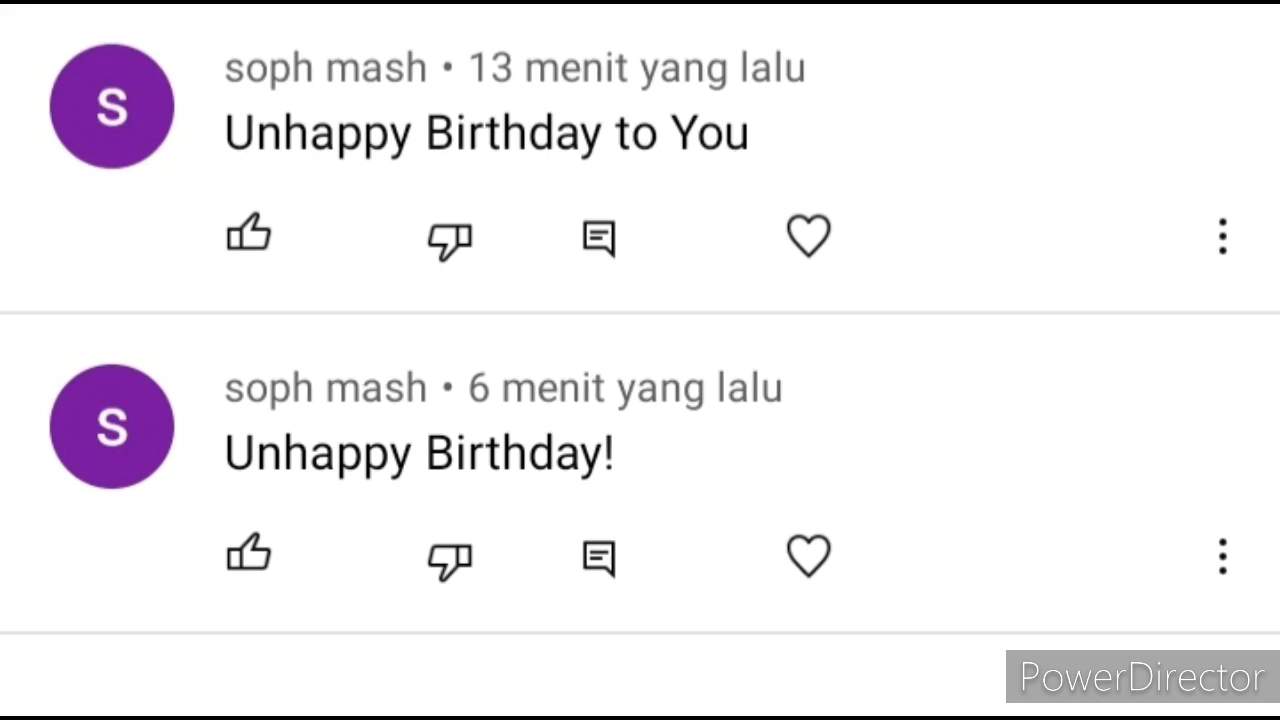 S
soph mash • 13 menit yang lalu
Unhappy Birthday to You
S
soph mash • 6 menit yang lalu
Unhappy Birthday!
PowerDirector